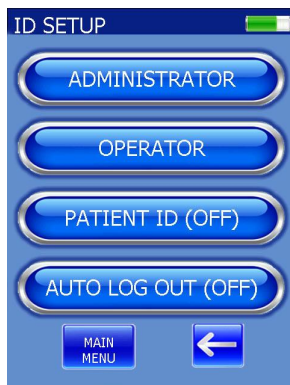 ID SETUP
ADMINISTRATOR
OPERATOR
PATIENT ID (OFF)
AUTO LOG OUT (OFF)
MAIN
MENU